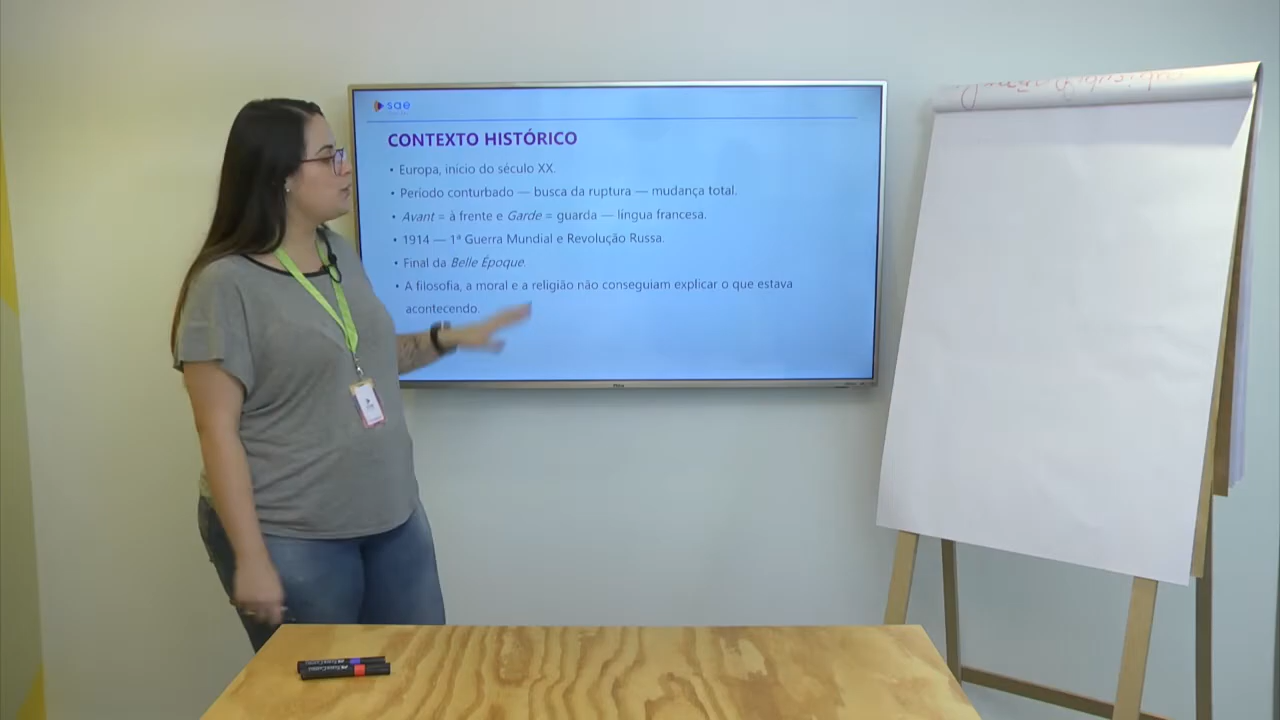 sae
CONTEXTO HISTÓRICO
• Europa, inicio do século XX.
• Período conturbado — busca da ruptura — mudança total.
• Avant = à frente e Garde = guarda — língua francesa.
• 1914 — 1ª Guerra Mundial e Revolução Russa.
• Final da Belle Époque.
• A filosofia, a moral e a religião não conseguiam explicar o que estava
acontecendo.